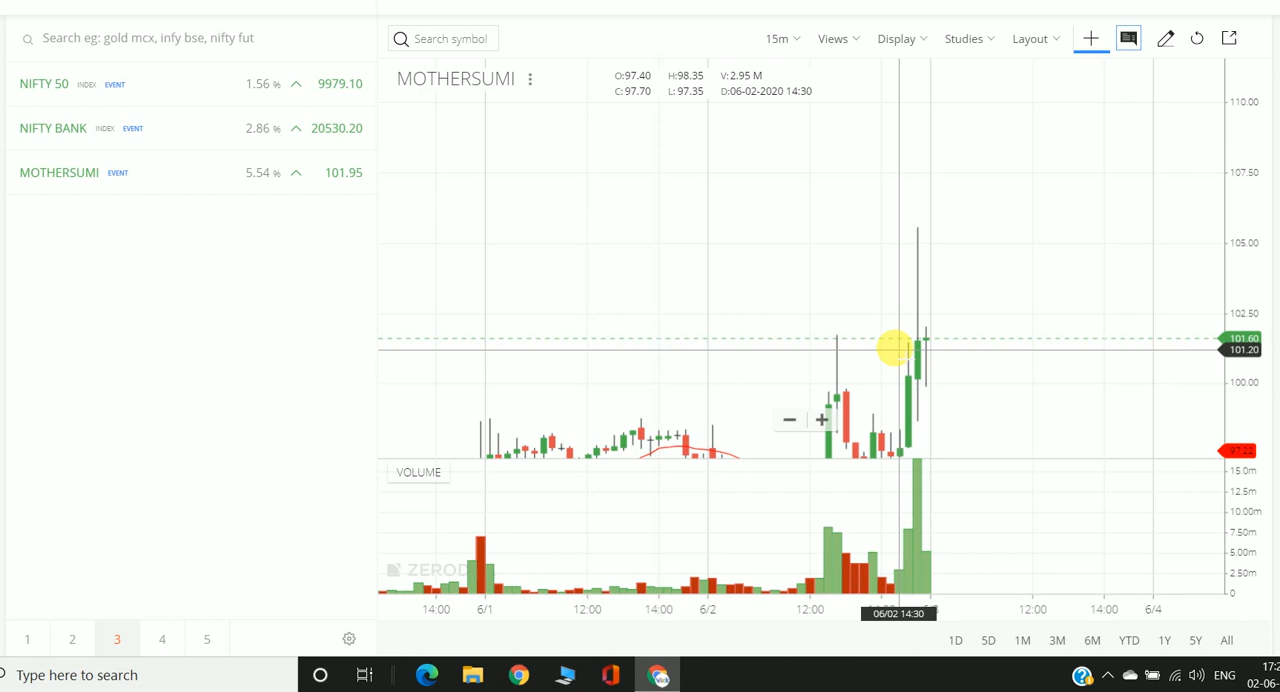 Search eg: gold mcx, infy bse, nifty fut
NIFTY 50 INDEX EVENT 1.56 % 9979.10
NIFTY BANK INDEX EVENT 2.86 % 20530.20
MOTHERSUMI EVENT 5.54 % 101.95
1 2 3 4 5
Search symbol 15m Views Display Studies Layout
MOTHERSUMI
O:97.40 H:98.35 V:2.95 M
C:97.70 L:97.35 D:06-02-2020 14:30
110.00
107.50
105.00
102.50
101.60
101.20
100.00
97.22
VOLUME
15.0m
12.5m
10.00m
7.50m
5.00m
2.50m
0
14:00 6/1 12:00 14:00 6/2 12:00 12:00 14:00 6/4
06/02 14:30
1D 5D 1M 3M 6M YTD 1Y 5Y All
Type here to search
Vick
ENG